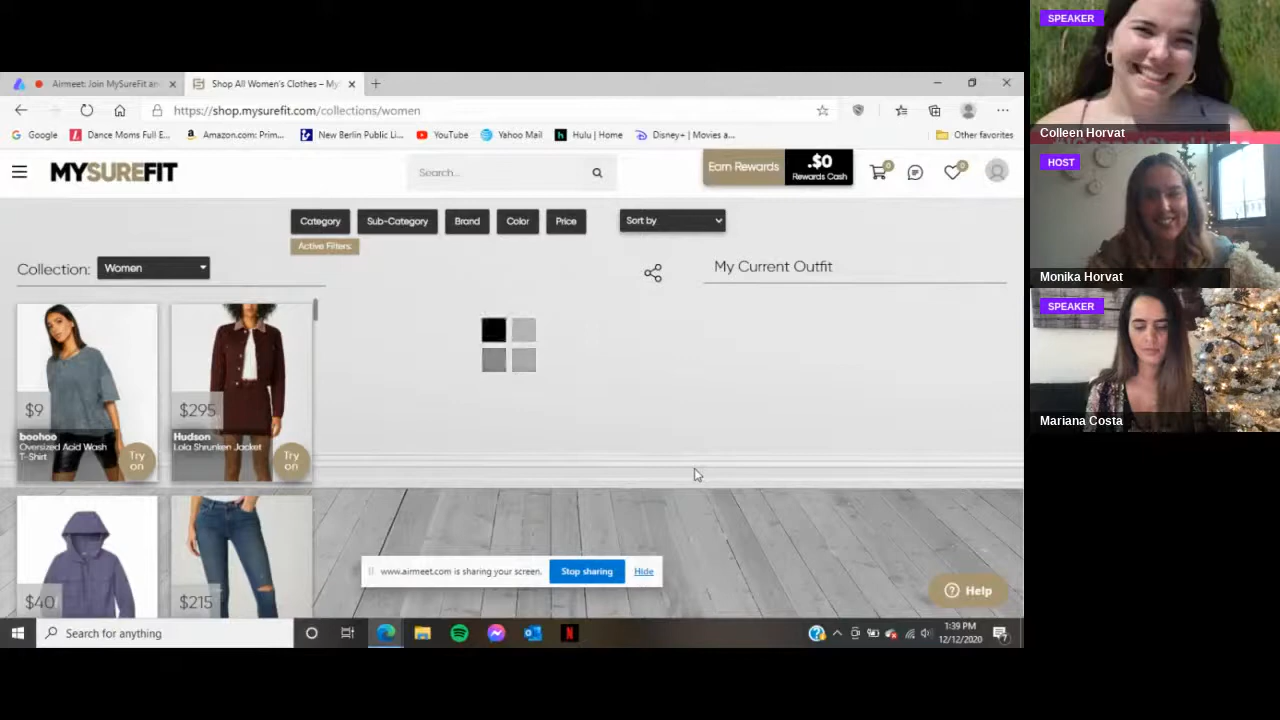 Airmeet: Join MySureFit an
Shop All Women's Clothes – My
https://shop.mysurefit.com/collections/women
Google
Dance Moms Full E...
Amazon.com: Prim...
New Berlin Public Li...
YouTube
Yahoo Mail
Hulu | Home
Disney+ | Movies a...
Other favorites
MYSUREFIT
Search...
Earn Rewards
.$0
Rewards Cash
0
0
Category
Sub-Category
Brand
Color
Price
Sort by
Active Filters:
Collection:
Women
My Current Outfit
$9
boohoo
Oversized Acid Wash
T-Shirt
Try
on
$295
Hudson
Lola Shrunken Jacket
Try
on
$40
$215
www.airmeet.com is sharing your screen.
Stop sharing
Hide
Help
Search for anything
1:39 PM
12/12/2020
SPEAKER
Colleen Horvat
HOST
Monika Horvat
SPEAKER
Mariana Costa